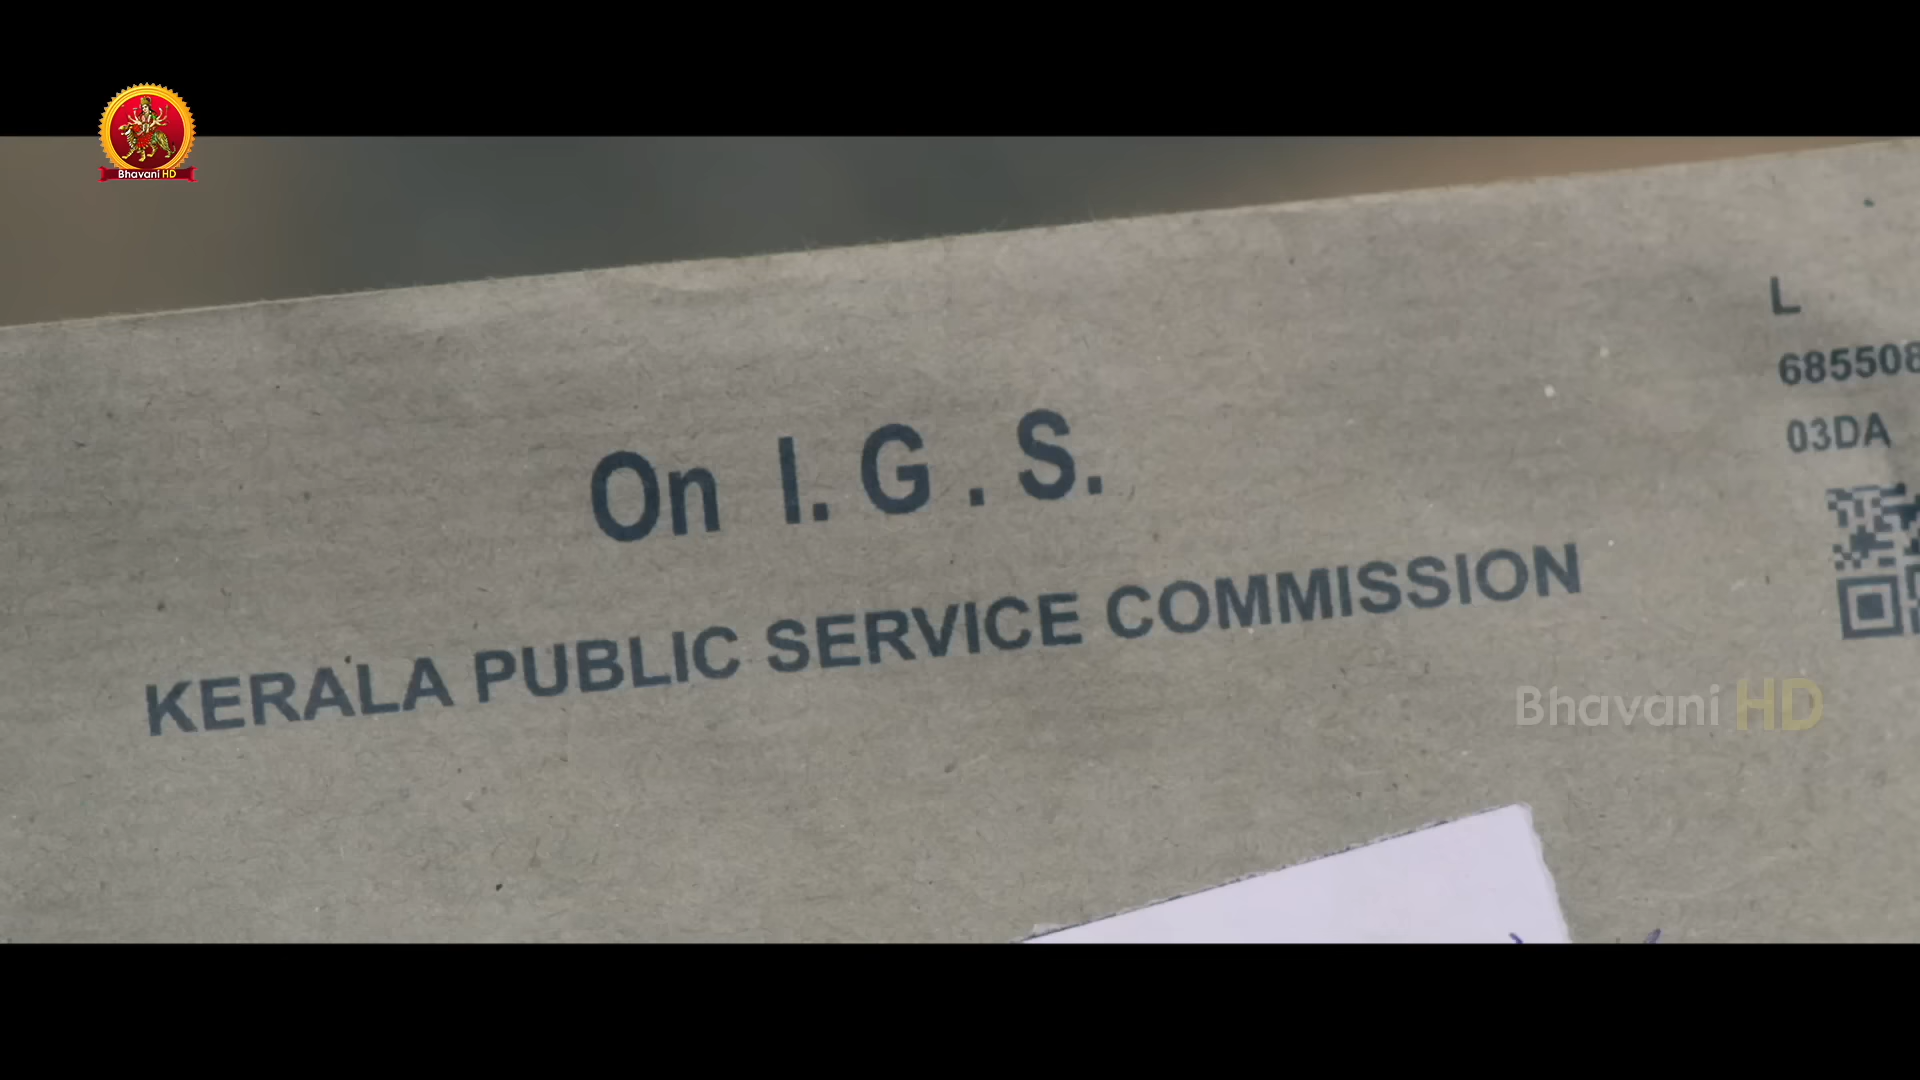 Bhavani HD
On I. G. S.
KERALA PUBLIC SERVICE COMMISSION
L
685508
03DA
Bhavani HD